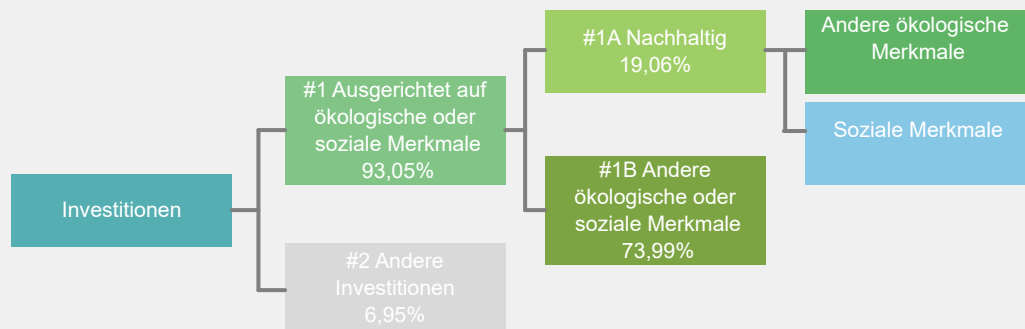 Investitionen
#1 Ausgerichtet auf
ökologische oder
soziale Merkmale
93,05%
#2 Andere
Investitionen
6,95%
#1A Nachhaltig
19,06%
#1B Andere
ökologische oder
soziale Merkmale
73,99%
Andere ökologische
Merkmale
Soziale Merkmale